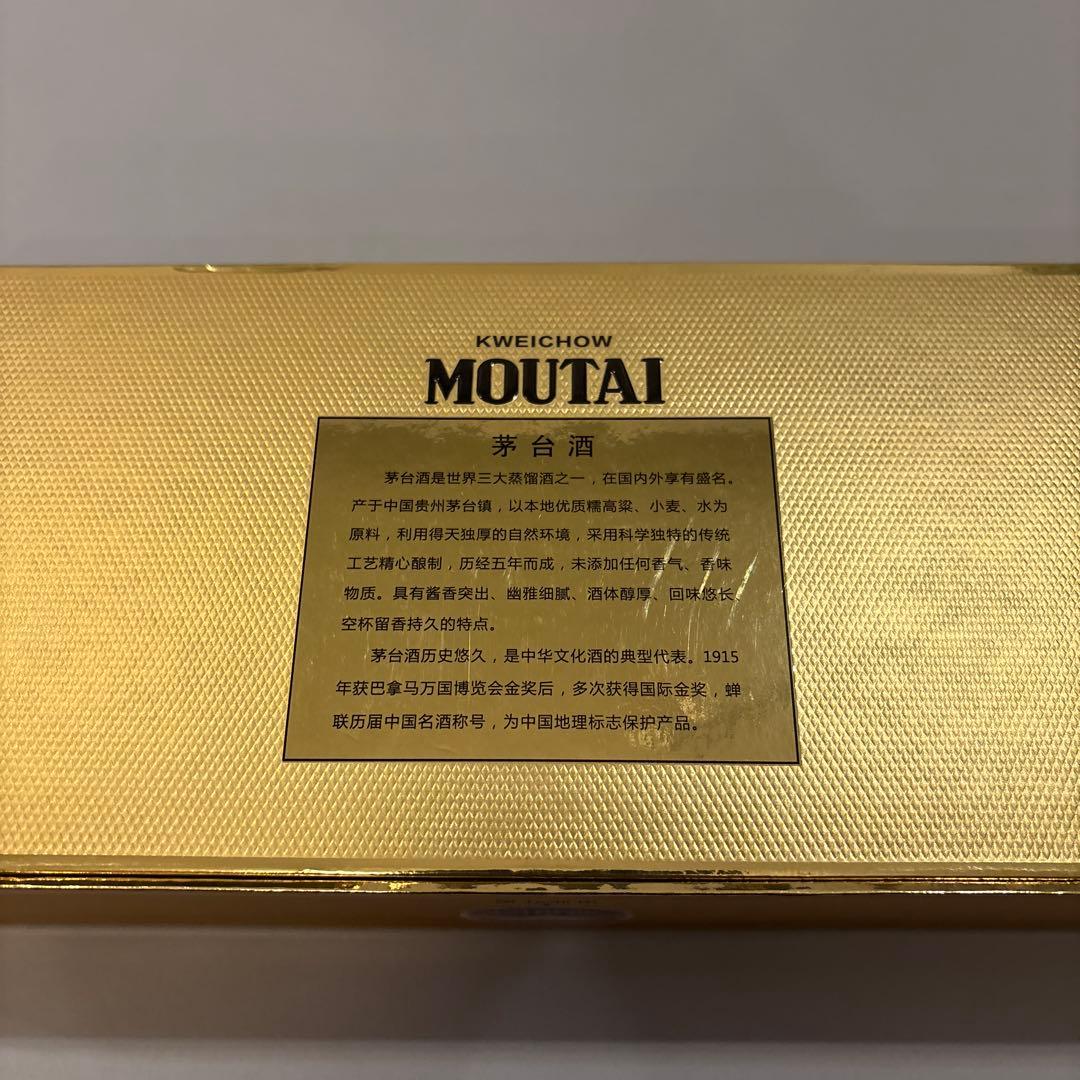 KWEICHOW
MOUTAI
茅台酒
茅台酒是世界三大蒸馏酒之一，在国内外享有盛名。
产于中国贵州茅台镇，以本地优质糯高粱、小麦、水为
原料，利用得天独厚的自然环境，采用科学独特的传统
工艺精心酿制，历经五年而成，未添加任何香气、香味
物质。具有酱香突出、幽雅细腻、酒体醇厚、回味悠长、
空杯留香持久的特点。
茅台酒历史悠久，是中华文化酒的典型代表。1915
年获巴拿马万国博览会金奖后，多次获得国际金奖，蝉
联历届中国名酒称号，为中国地理标志保护产品。